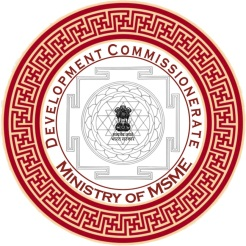 DEVELOPMENT COMMISSIONERATE
MINISTRY OF MSME